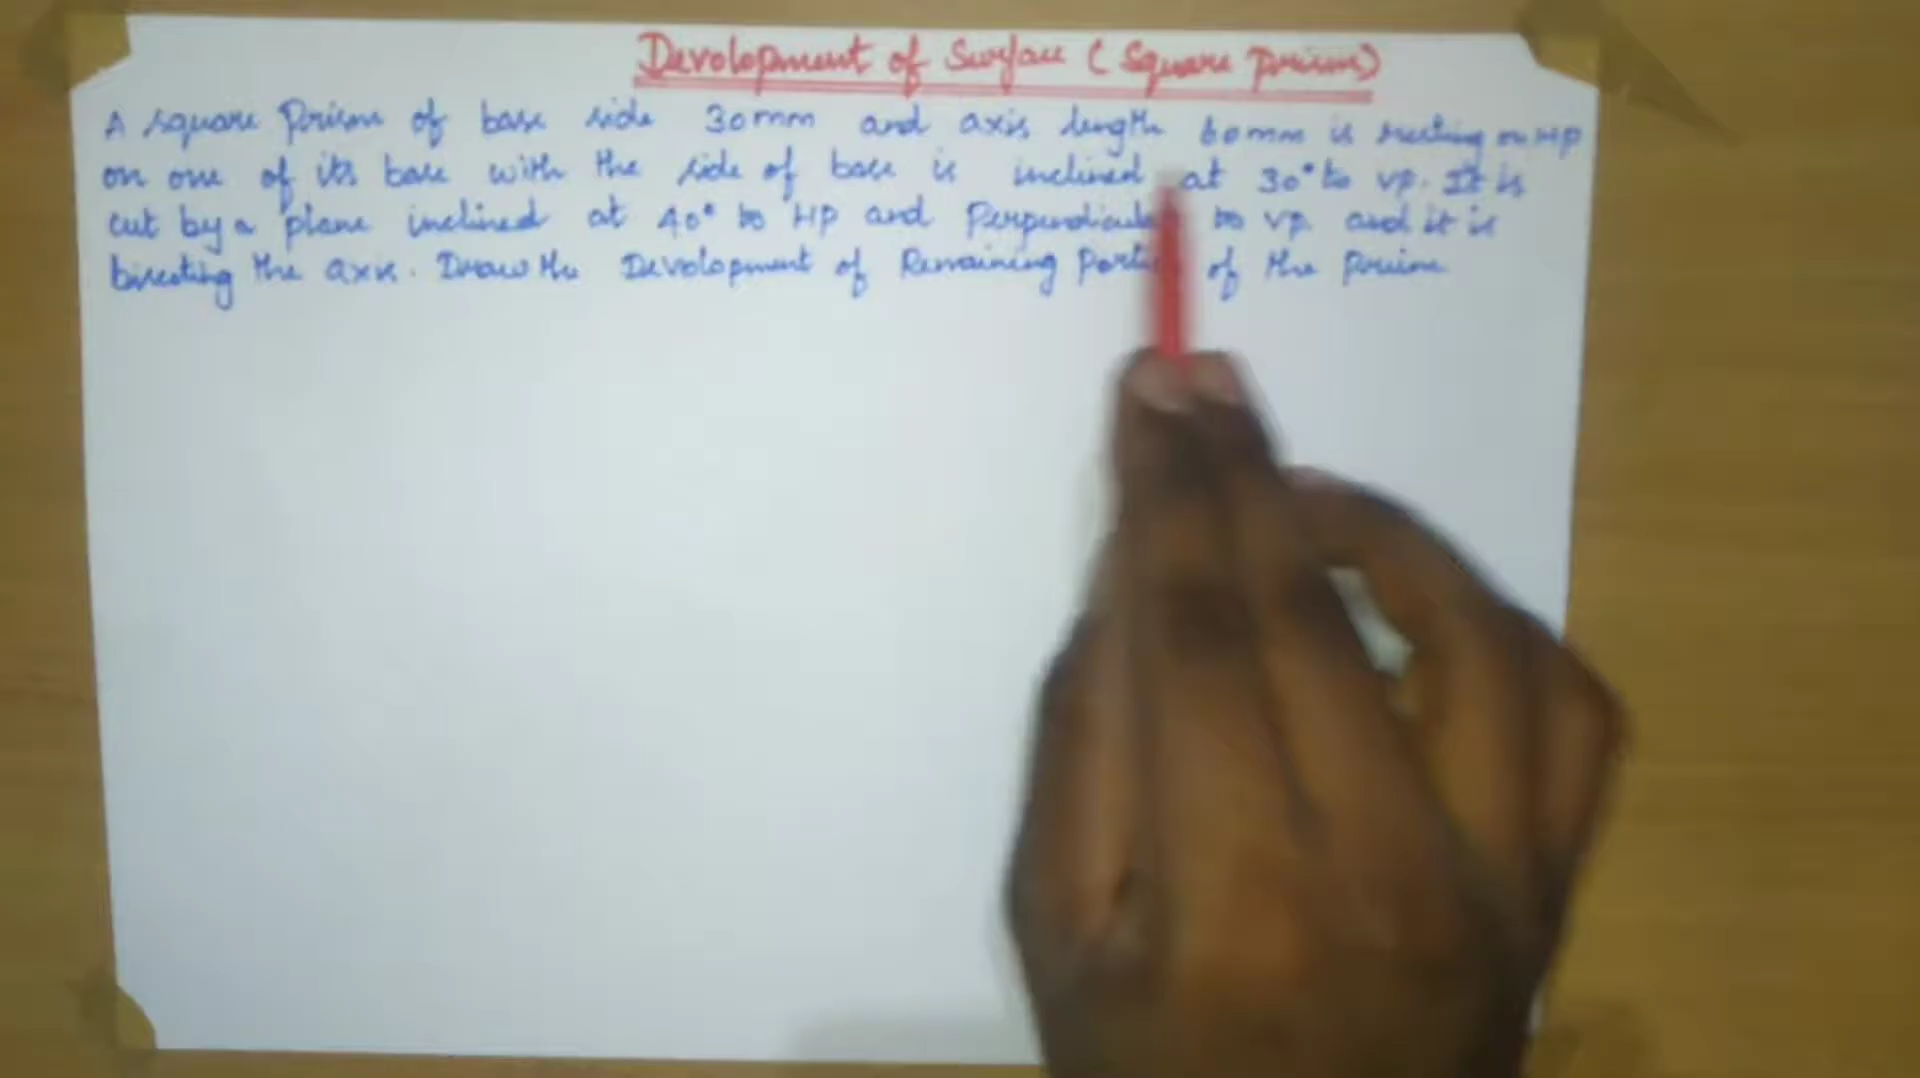 Devolopment of Surface (Square Prism)
A square Prism of base side 30mm and axis length 60mm is resting on HP
on one of its base with the side of base is inclined at 30° to VP. It is
cut by a plane inclined at 40° to HP and Perpendicular to VP and it is
bisecting the axis. Draw the Devolopment of Remaining Portion of the Prism